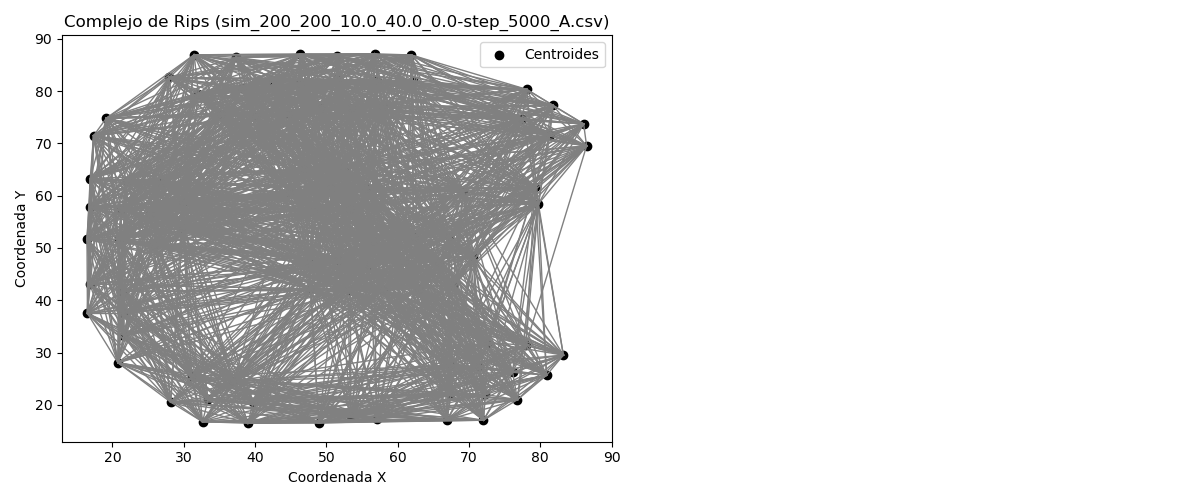 Complejo de Rips (sim_200_200_10.0_40.0_0.0-step_5000_A.csv)
Centroides
Coordenada Y
90
80
70
60
50
40
30
20
20 30 40 50 60 70 80 90
Coordenada X